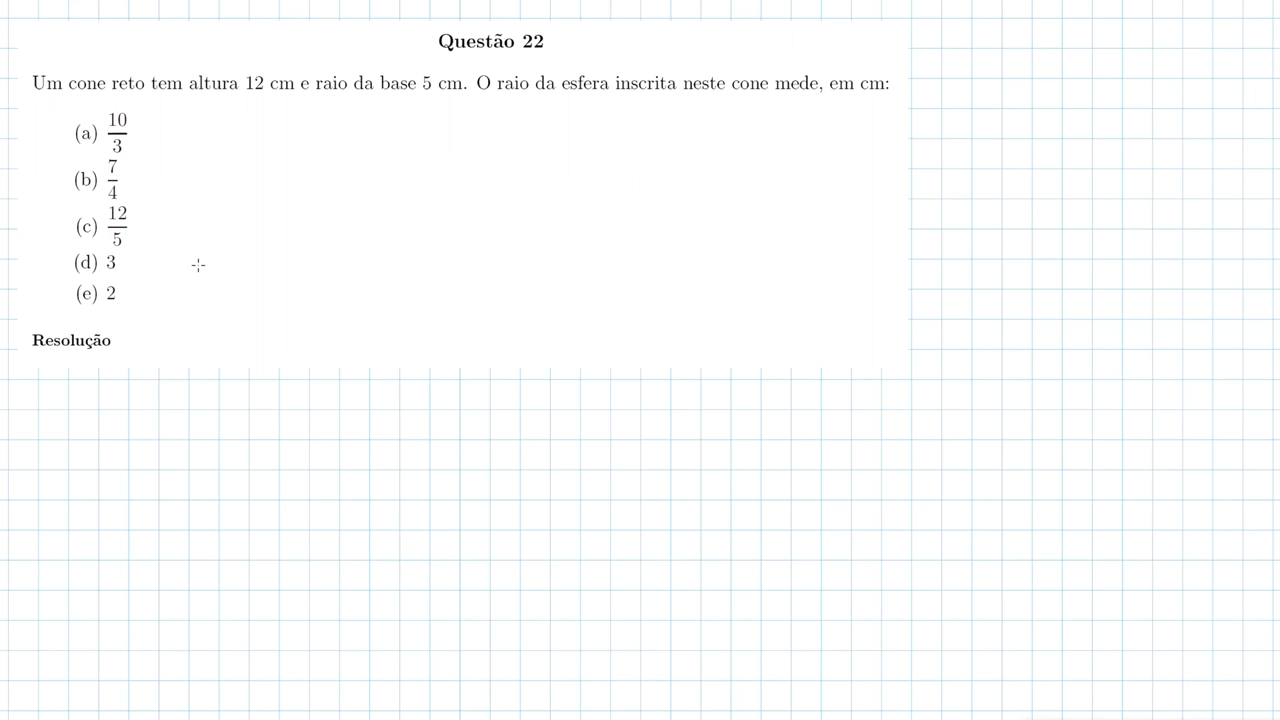 Questão 22
Um cone reto tem altura 12 cm e raio da base 5 cm. O raio da esfera inscrita neste cone mede, em cm:
(a) 10/3
(b) 7/4
(c) 12/5
(d) 3
(e) 2
Resolução